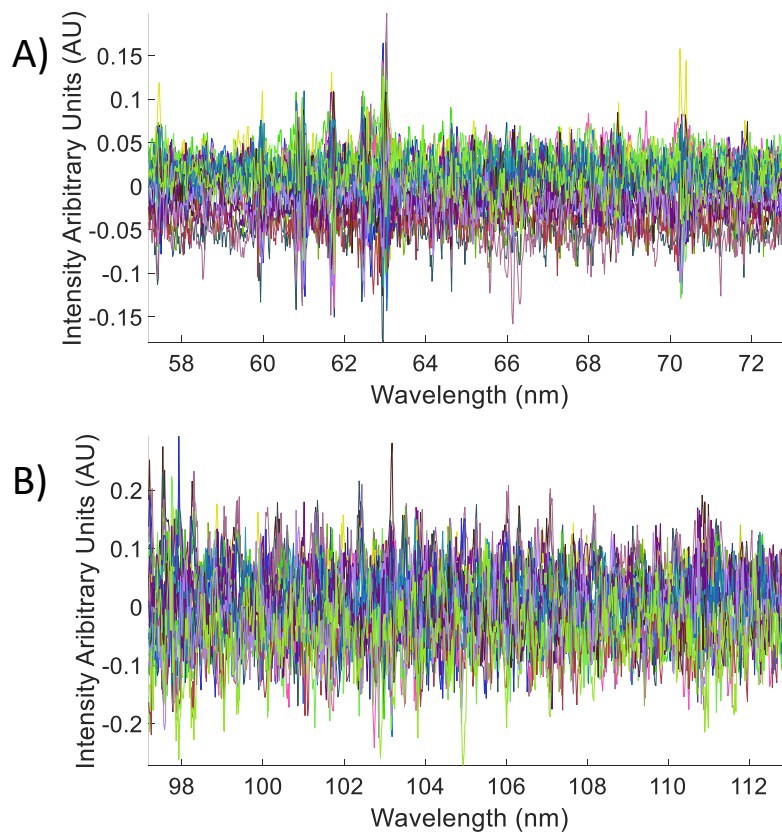 A)
Intensity Aribitrary Units (AU)
0.15
0.1
0.05
0
-0.05
-0.1
-0.15
58 60 62 64 66 68 70 72
Wavelength (nm)
B)
Intensity Aribitrary Units (AU)
0.2
0.1
0
-0.1
-0.2
98 100 102 104 106 108 110 112
Wavelength (nm)